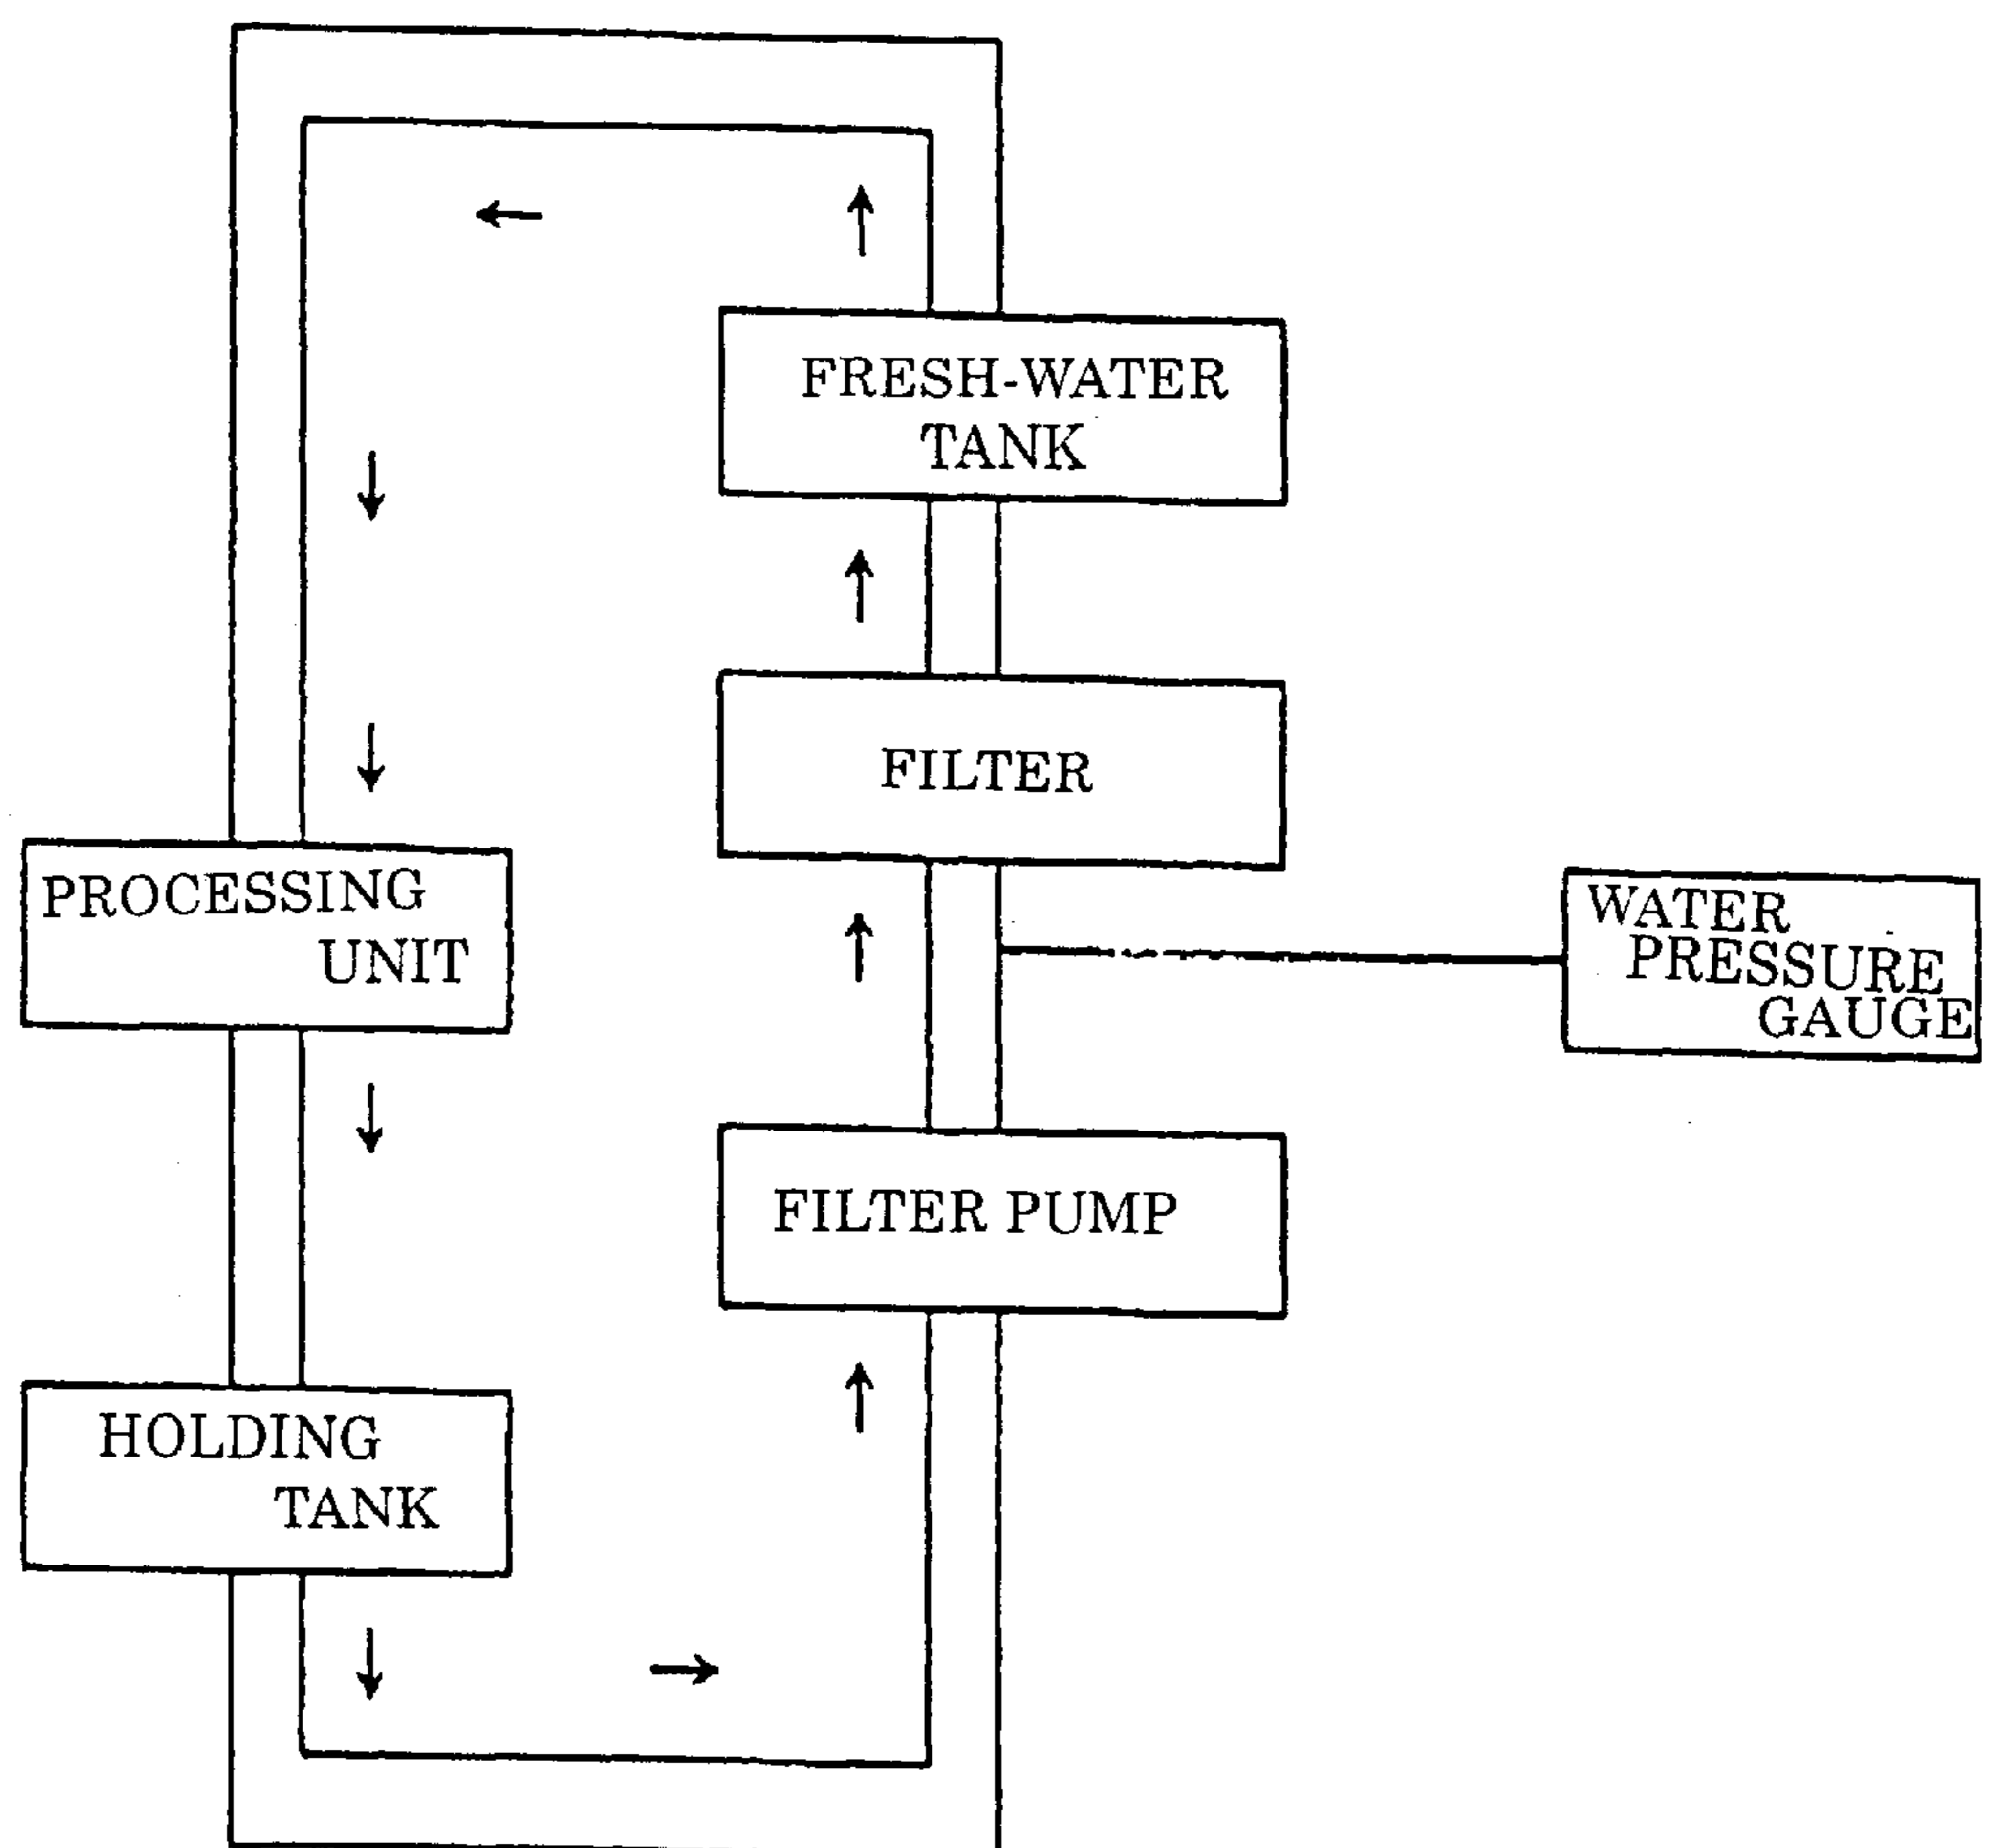 FRESH-WATER
TANK
FILTER
PROCESSING
UNIT
WATER
PRESSURE
GAUGE
FILTER PUMP
HOLDING
TANK